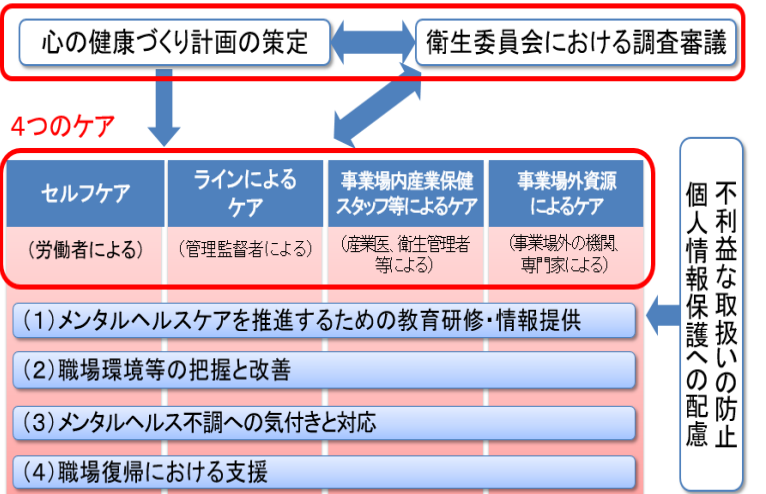 心の健康づくり計画の策定
衛生委員会における調査審議
4つのケア
セルフケア
ラインによる
ケア
事業場内産業保健
スタッフ等によるケア
事業場外資源
によるケア
(労働者による)
(管理監督者による)
(産業医、衛生管理者
等による)
(事業場外の機関、
専門家による)
(1)メンタルヘルスケアを推進するための教育研修・情報提供
(2)職場環境等の把握と改善
(3)メンタルヘルス不調への気付きと対応
(4)職場復帰における支援
不利益な取扱いの防止
個人情報保護への配慮